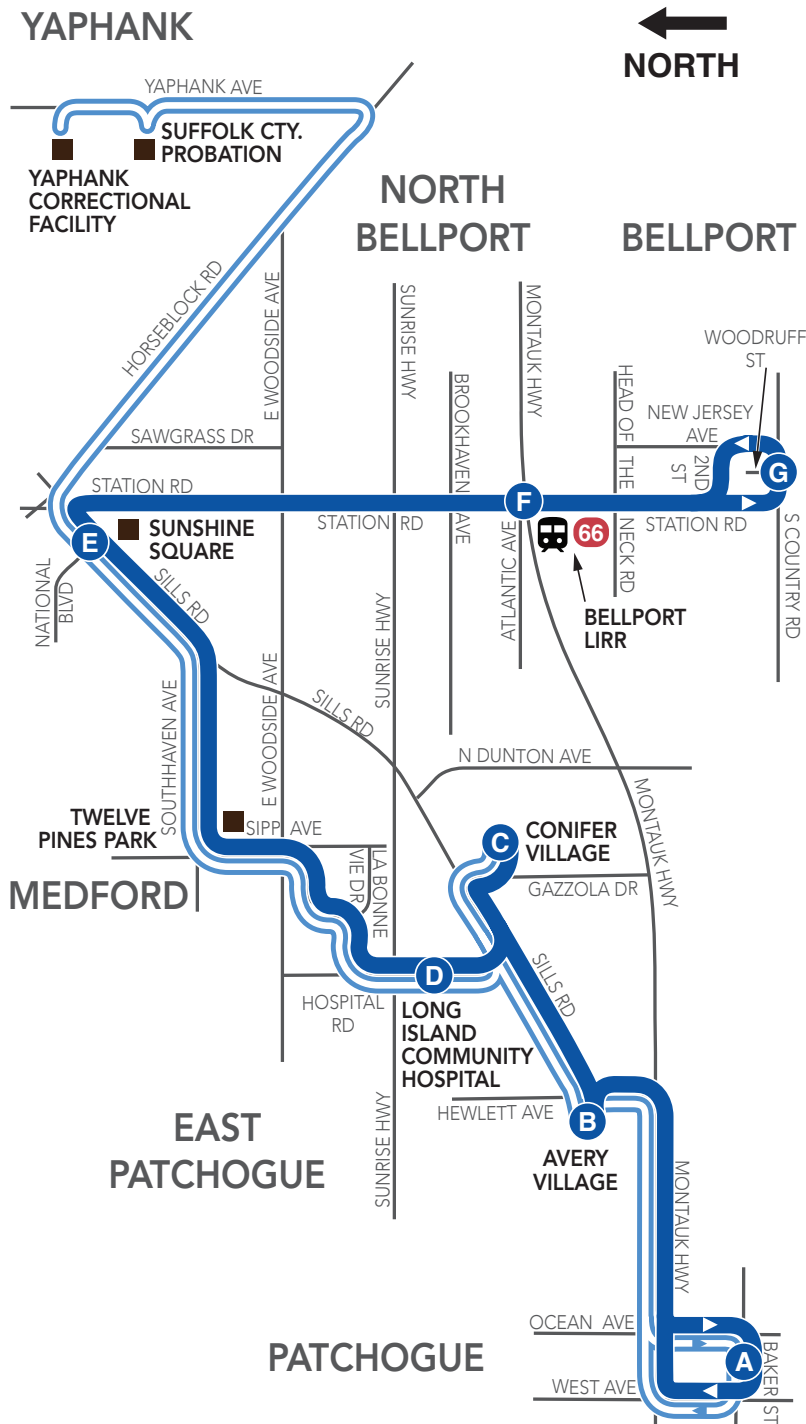 YAPHANK
NORTH
YAPHANK AVE
SUFFOLK CTY.
PROBATION
YAPHANK
CORRECTIONAL
FACILITY
NORTH
BELLPORT
BELLPORT
HORSEBLOCK RD
E WOODSIDE AVE
SUNRISE HWY
MONTAUK HWY
WOODRUFF
ST
BROOKHAVEN AVE
HEAD OF THE NECK RD
NEW JERSEY
AVE
2ND
ST
SAWGRASS DR
G
STATION RD
F
E
SUNSHINE
SQUARE
STATION RD
STATION RD
66
S COUNTRY RD
NATIONAL
BLVD
SILLS RD
ATLANTIC AVE
BELLPORT
LIRR
SUNRISE HWY
SOUTHHAVEN AVE
E WOODSIDE AVE
SILLS RD
N DUNTON AVE
TWELVE
PINES PARK
SIPP AVE
C
CONIFER
VILLAGE
MONTAUK HWY
LA BONNE
VIE DR
MEDFORD
GAZZOLA DR
D
HOSPITAL
RD
SILLS RD
LONG
ISLAND
COMMUNITY
HOSPITAL
HEWLETT AVE
B
EAST
PATCHOGUE
SUNRISE HWY
AVERY
VILLAGE
MONTAUK HWY
OCEAN AVE
PATCHOGUE
A
BAKER ST
WEST AVE